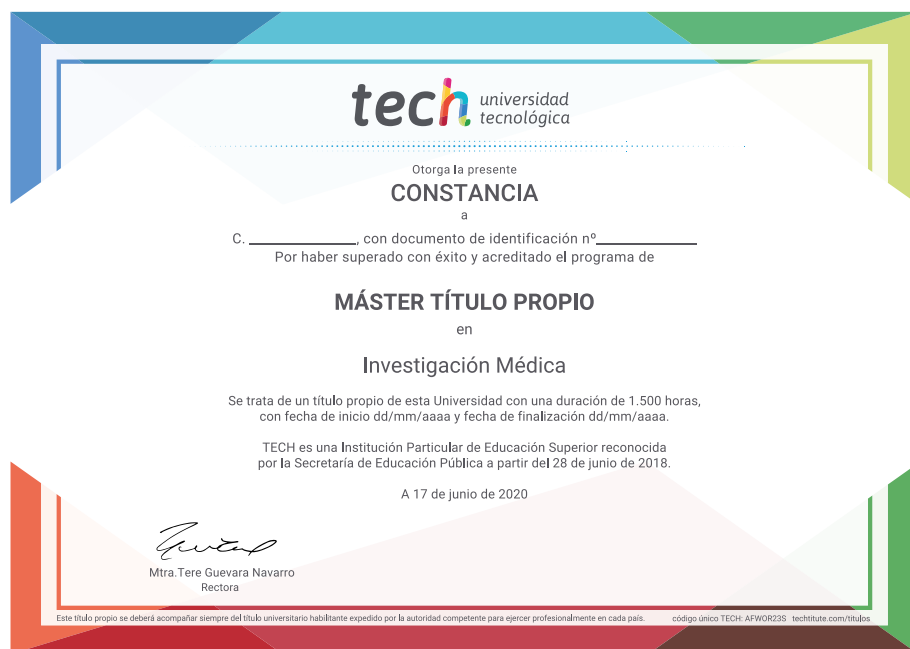 tech universidad
tecnológica
Otorga la presente
CONSTANCIA
a
C. ______________, con documento de identificación nº_____________
Por haber superado con éxito y acreditado el programa de
MÁSTER TÍTULO PROPIO
en
Investigación Médica
Se trata de un título propio de esta Universidad con una duración de 1.500 horas,
con fecha de inicio dd/mm/aaaa y fecha de finalización dd/mm/aaaa.
TECH es una Institución Particular de Educación Superior reconocida
por la Secretaría de Educación Pública a partir del 28 de junio de 2018.
A 17 de junio de 2020
Mtra.Tere Guevara Navarro
Rectora
Este título propio se deberá acompañar siempre del título universitario habilitante expedido por la autoridad competente para ejercer profesionalmente en cada país. código único TECH: AFWOR23S techtitute.com/titulos